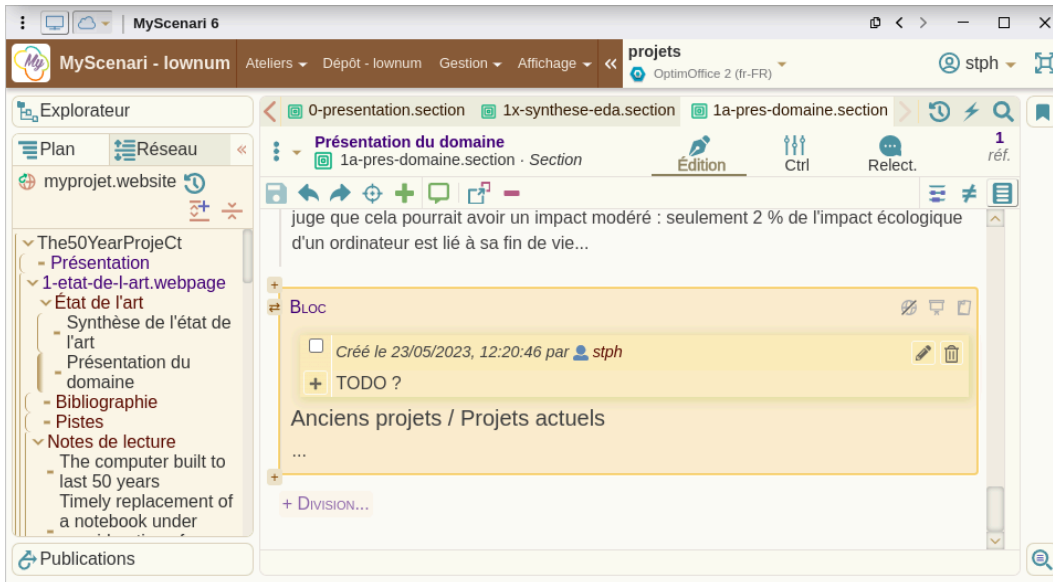 MyScenari 6
My
MyScenari - lownum
Ateliers
Dépôt - lownum
Gestion
Affichage
projets
OptimOffice 2 (fr-FR)
stph
Explorateur
Plan
Réseau
myprojet.website
The50YearProjeCt
Présentation
1-etat-de-l-art.webpage
État de l'art
Synthèse de l'état de
l'art
Présentation du
domaine
Bibliographie
Pistes
Notes de lecture
The computer built to
last 50 years
Timely replacement of
a notebook under
Publications
0-presentation.section
1x-synthese-eda.section
1a-pres-domaine.section
Présentation du domaine
1a-pres-domaine.section · Section
Édition
Ctrl
Relect.
1
réf.
juge que cela pourrait avoir un impact modéré : seulement 2 % de l'impact écologique
d'un ordinateur est lié à sa fin de vie...
Bloc
Créé le 23/05/2023, 12:20:46 par stph
TODO ?
Anciens projets / Projets actuels
...
+ Division...